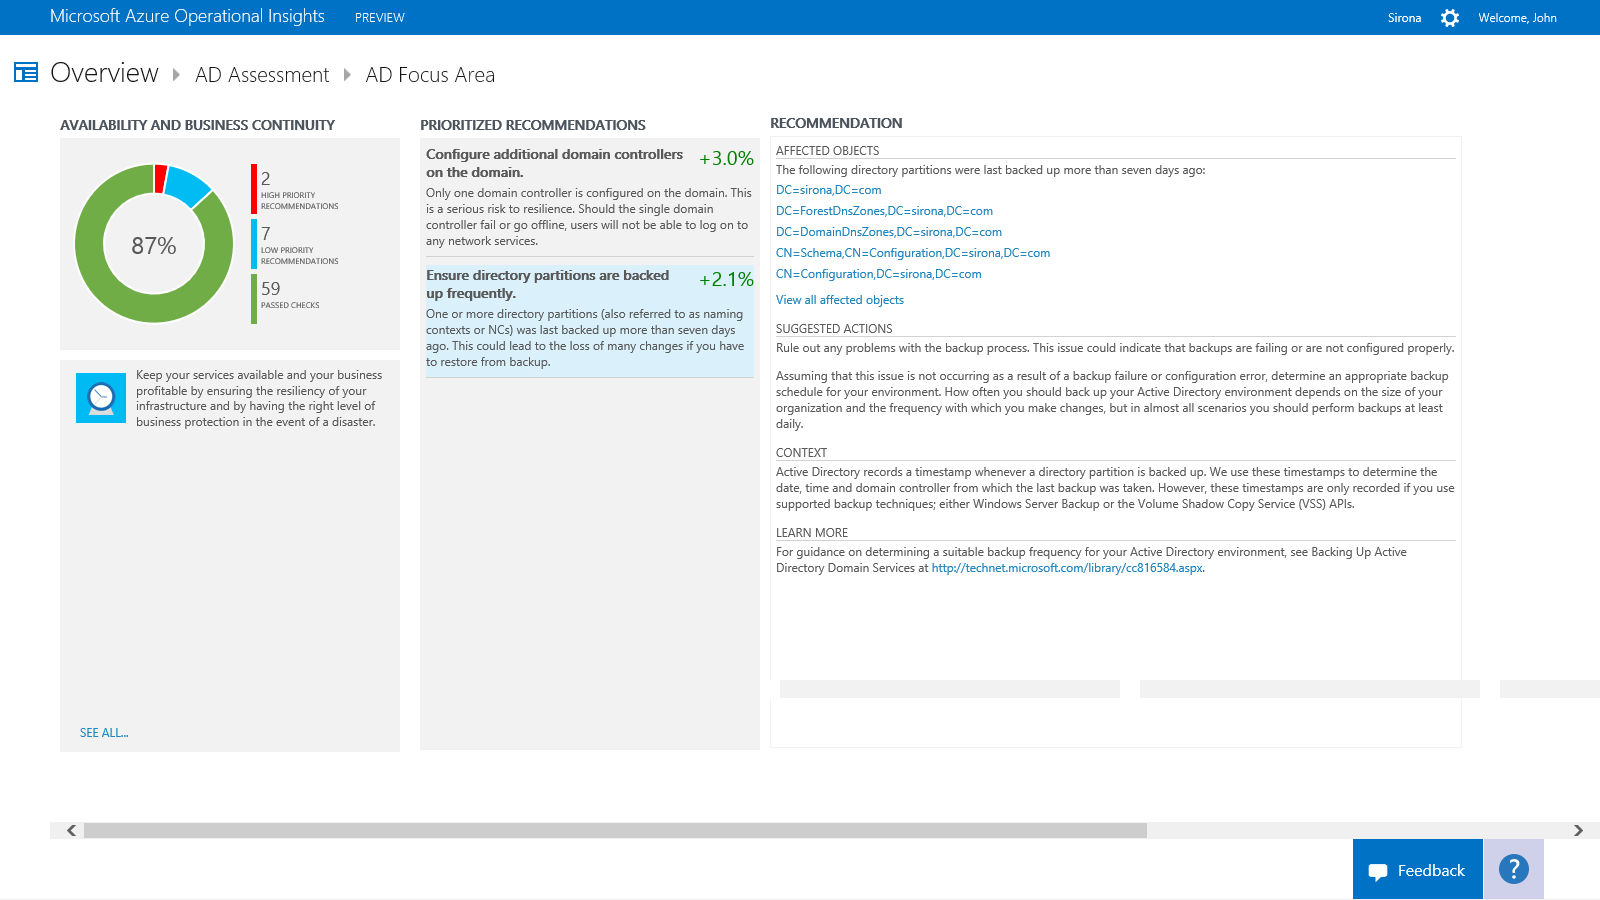 Microsoft Azure Operational Insights PREVIEW Sirona Welcome, John
Overview AD Assessment AD Focus Area
AVAILABILITY AND BUSINESS CONTINUITY
87%
2
HIGH PRIORITY
RECOMMENDATIONS
7
LOW PRIORITY
RECOMMENDATIONS
59
PASSED CHECKS
Keep your services available and your business
profitable by ensuring the resiliency of your
infrastructure and by having the right level of
business protection in the event of a disaster.
SEE ALL...
PRIORITIZED RECOMMENDATIONS
Configure additional domain controllers
on the domain.
+3.0%
Only one domain controller is configured on the domain. This
is a serious risk to resilience. Should the single domain
controller fail or go offline, users will not be able to log on to
any network services.
Ensure directory partitions are backed
up frequently.
+2.1%
One or more directory partitions (also referred to as naming
contexts or NCs) was last backed up more than seven days
ago. This could lead to the loss of many changes if you have
to restore from backup.
RECOMMENDATION
AFFECTED OBJECTS
The following directory partitions were last backed up more than seven days ago:
DC=sirona,DC=com
DC=ForestDnsZones,DC=sirona,DC=com
DC=DomainDnsZones,DC=sirona,DC=com
CN=Schema,CN=Configuration,DC=sirona,DC=com
CN=Configuration,DC=sirona,DC=com
View all affected objects
SUGGESTED ACTIONS
Rule out any problems with the backup process. This issue could indicate that backups are failing or are not configured properly.
Assuming that this issue is not occurring as a result of a backup failure or configuration error, determine an appropriate backup
schedule for your environment. How often you should back up your Active Directory environment depends on the size of your
organization and the frequency with which you make changes, but in almost all scenarios you should perform backups at least
daily.
CONTEXT
Active Directory records a timestamp whenever a directory partition is backed up. We use these timestamps to determine the
date, time and domain controller from which the last backup was taken. However, these timestamps are only recorded if you use
supported backup techniques; either Windows Server Backup or the Volume Shadow Copy Service (VSS) APIs.
LEARN MORE
For guidance on determining a suitable backup frequency for your Active Directory environment, see Backing Up Active
Directory Domain Services at http://technet.microsoft.com/library/cc816584.aspx.
Feedback ?